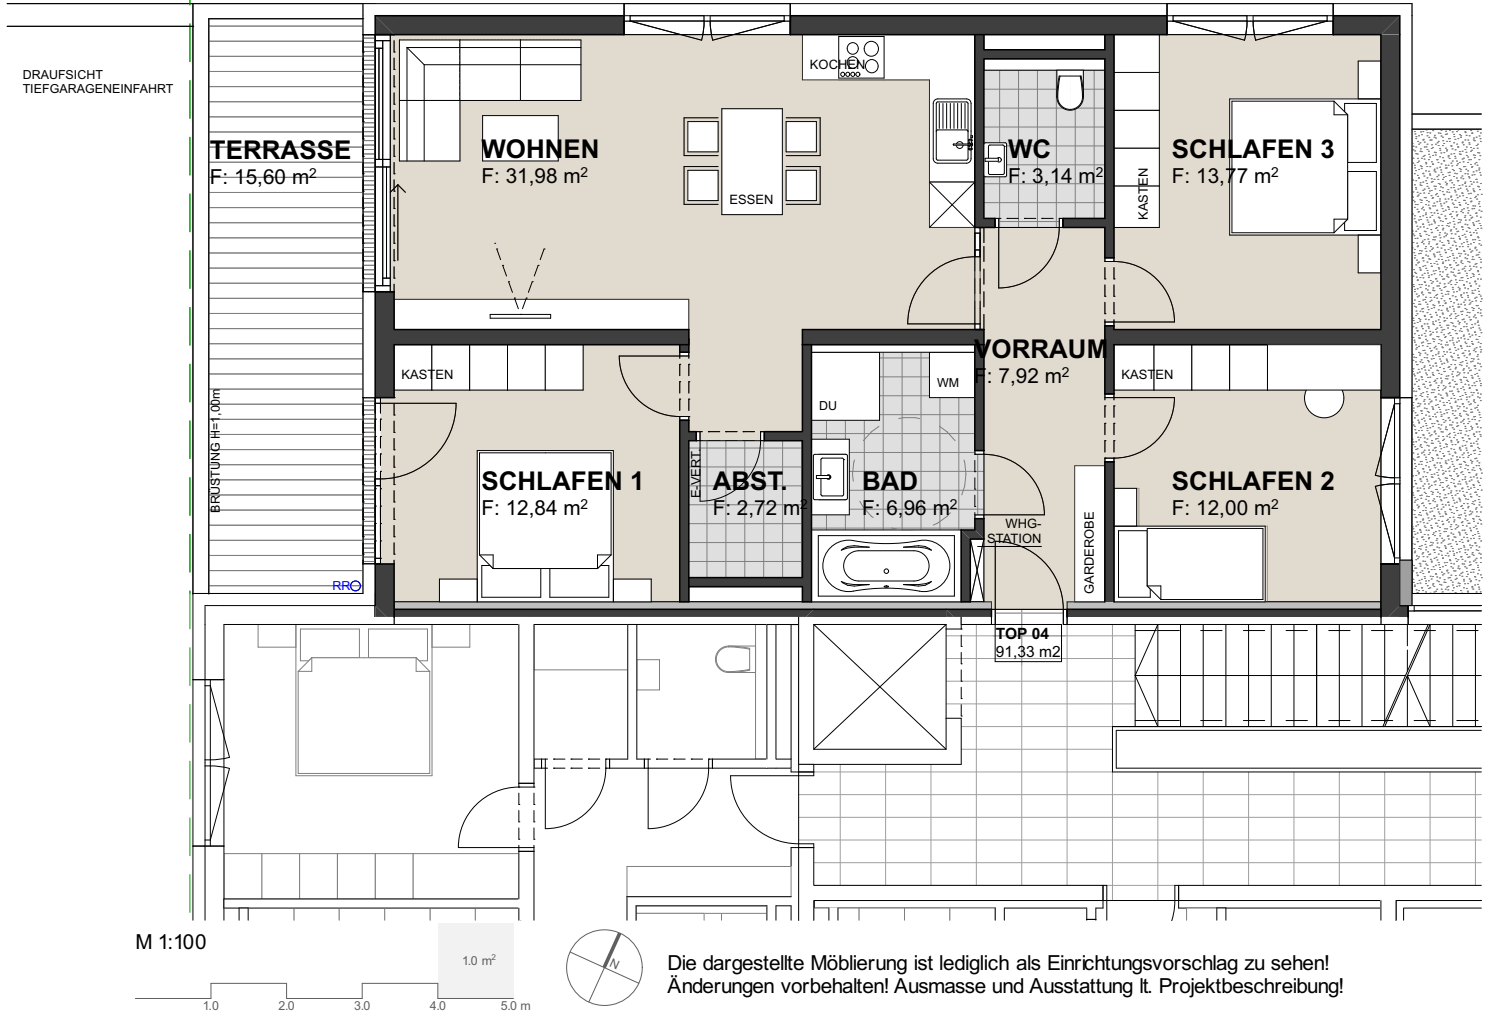 DRAUFSICHT
TIEFGARAGENEINFAHRT
TERRASSE
F: 15,60 m²
WOHNEN
F: 31,98 m²
KOCHEN
ESSEN
WC
F: 3,14 m²
SCHLAFEN 3
F: 13,77 m²
KASTEN
VORRAUM
F: 7,92 m²
KASTEN
DU
WM
KASTEN
BRÜSTUNG H=1,00m
SCHLAFEN 1
F: 12,84 m²
E-VERT.
ABST.
F: 2,72 m²
BAD
F: 6,96 m²
SCHLAFEN 2
F: 12,00 m²
WHG-
STATION
GARDEROBE
RR
TOP 04
91,33 m2
M 1:100
1.0 m²
1.0 2.0 3.0 4.0 5.0 m
N
Die dargestellte Möblierung ist lediglich als Einrichtungsvorschlag zu sehen!
Änderungen vorbehalten! Ausmasse und Ausstattung lt. Projektbeschreibung!